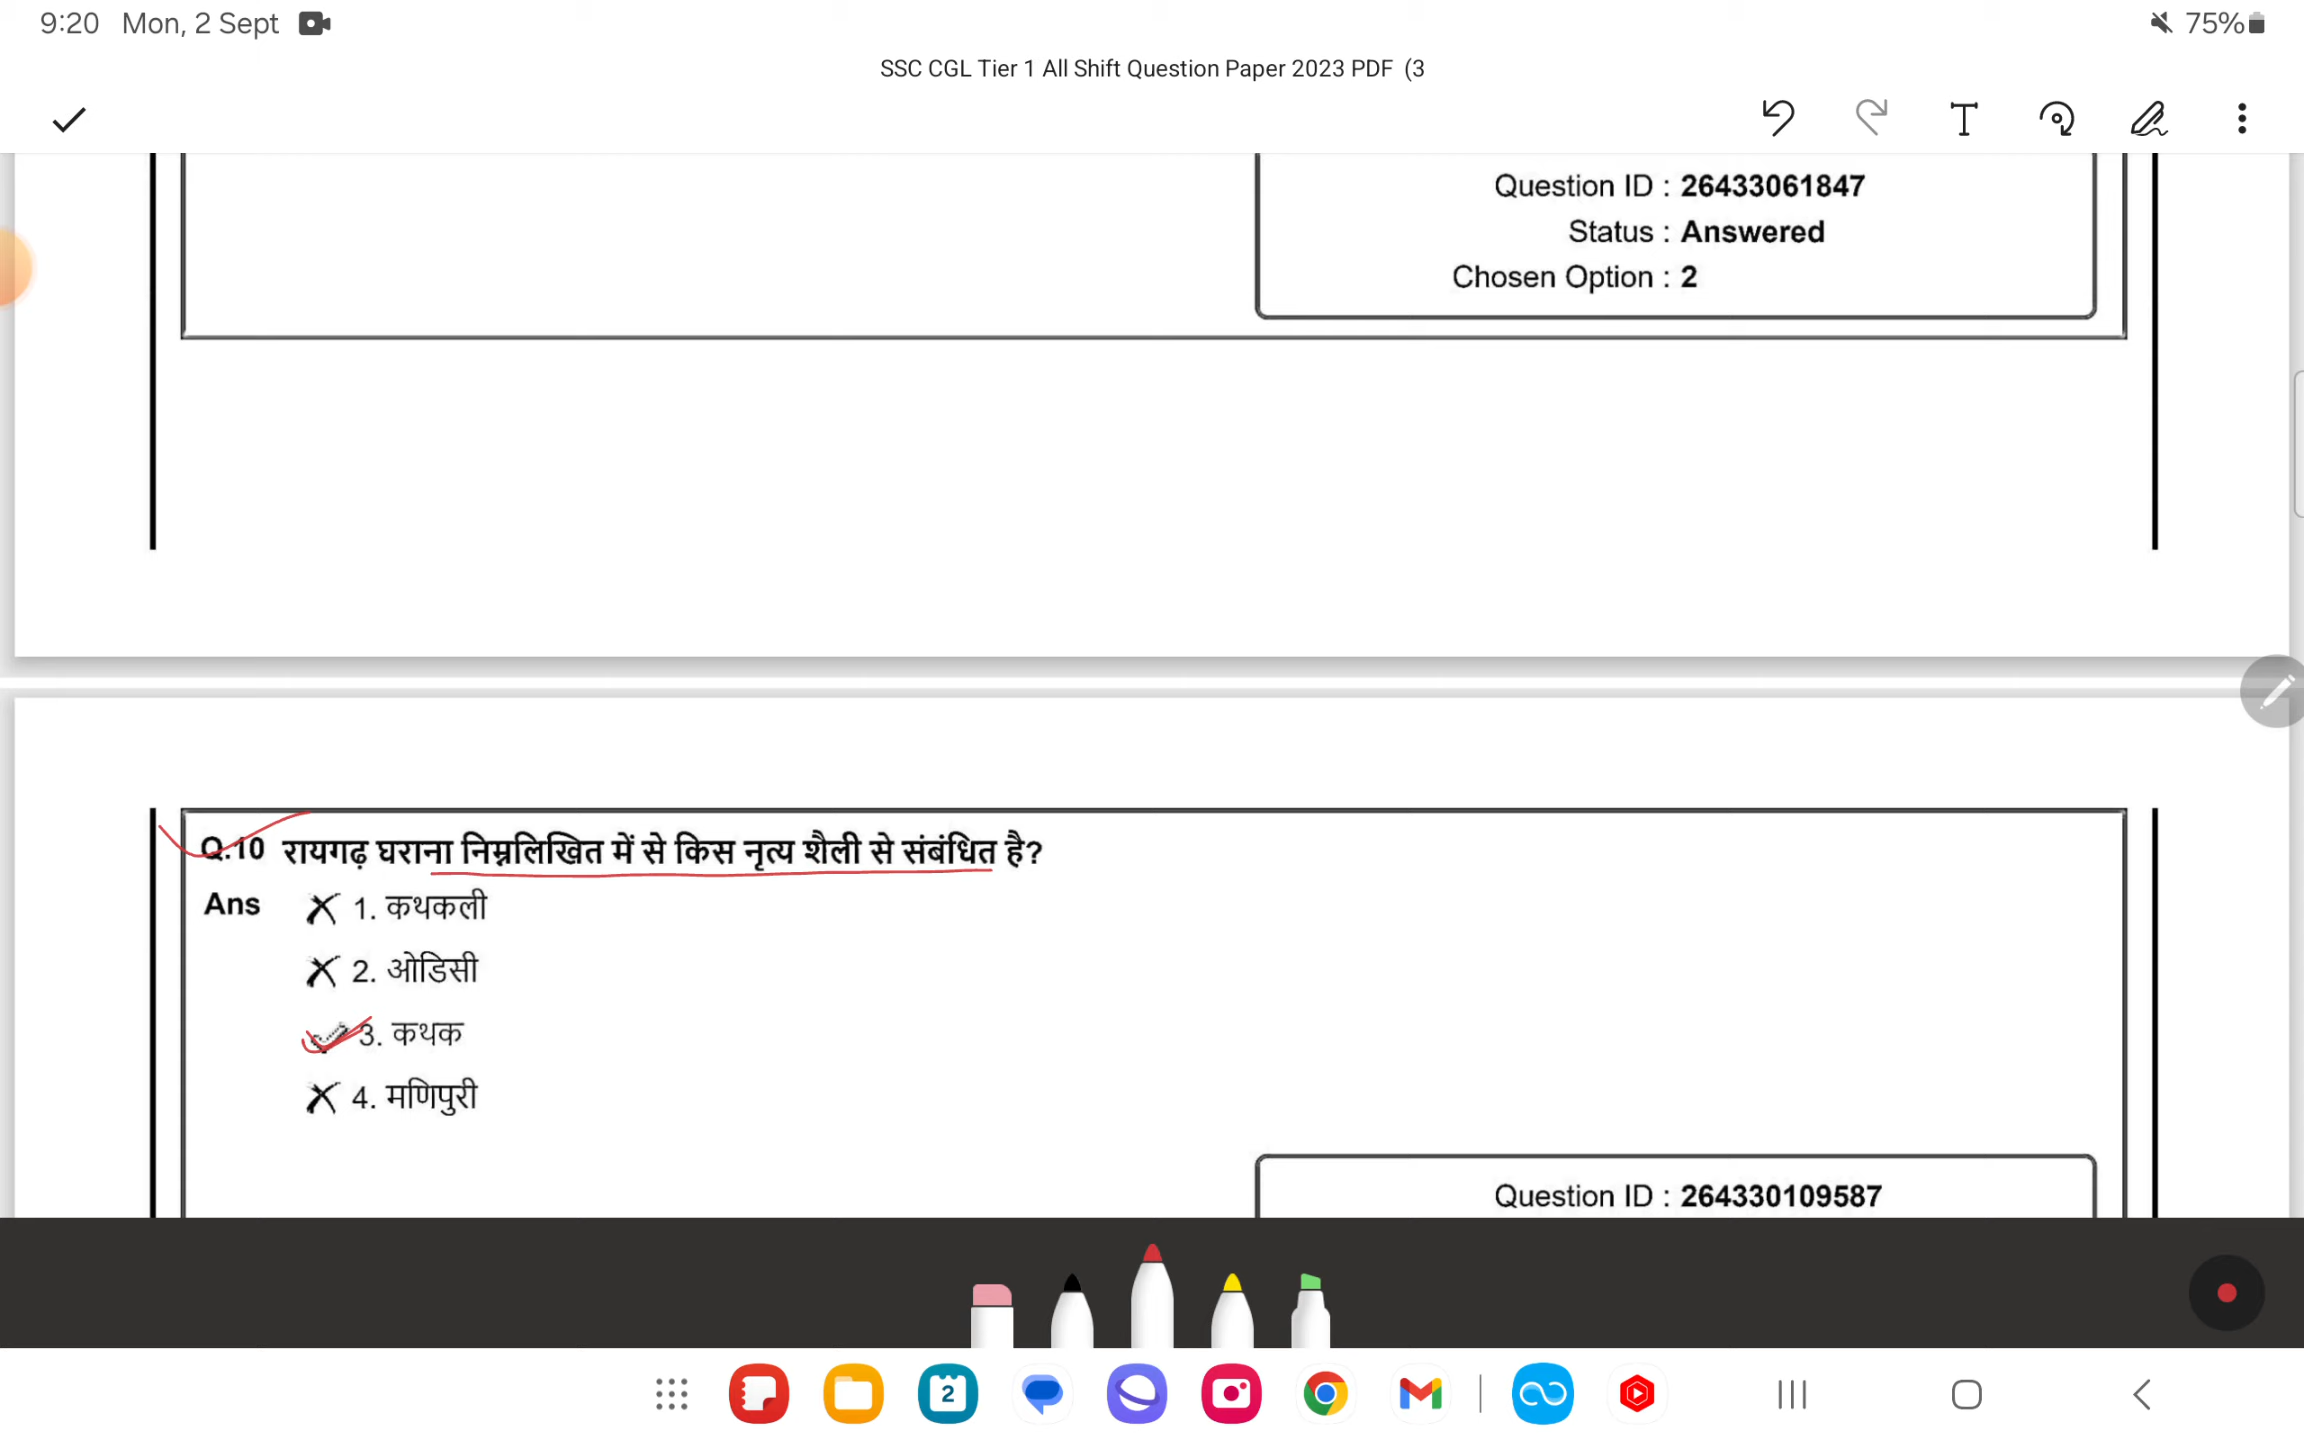 9:20 Mon, 2 Sept 75%
SSC CGL Tier 1 All Shift Question Paper 2023 PDF (3
Question ID : 26433061847
Status : Answered
Chosen Option : 2
Q.10 रायगढ़ घराना निम्नलिखित में से किस नृत्य शैली से संबंधित है?
Ans 1. कथकली
2. ओडिसी
3. कथक
4. मणिपुरी
Question ID : 264330109587
2